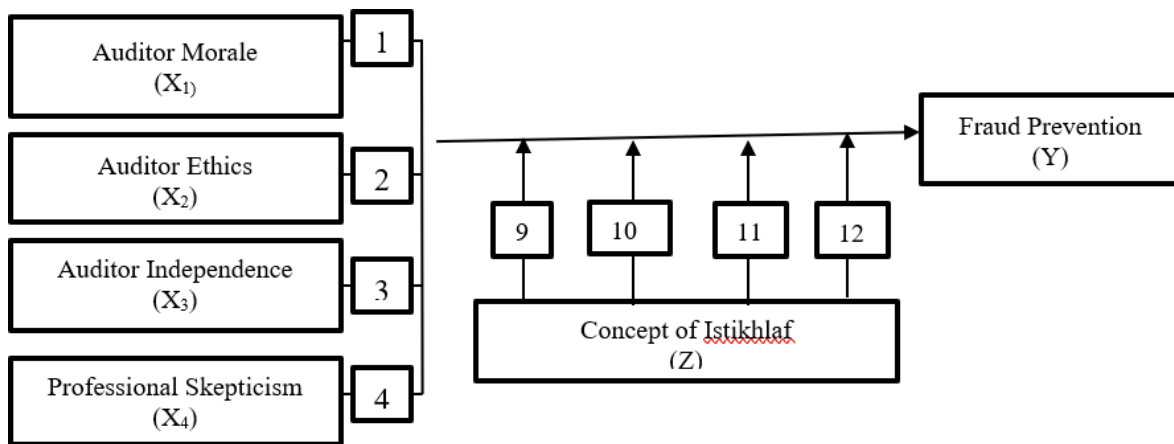 Auditor Morale
(X₁)
1
Auditor Ethics
(X₂)
2
Auditor Independence
(X₃)
3
Professional Skepticism
(X₄)
4
9
10
11
12
Concept of Istikhlaf
(Z)
Fraud Prevention
(Y)